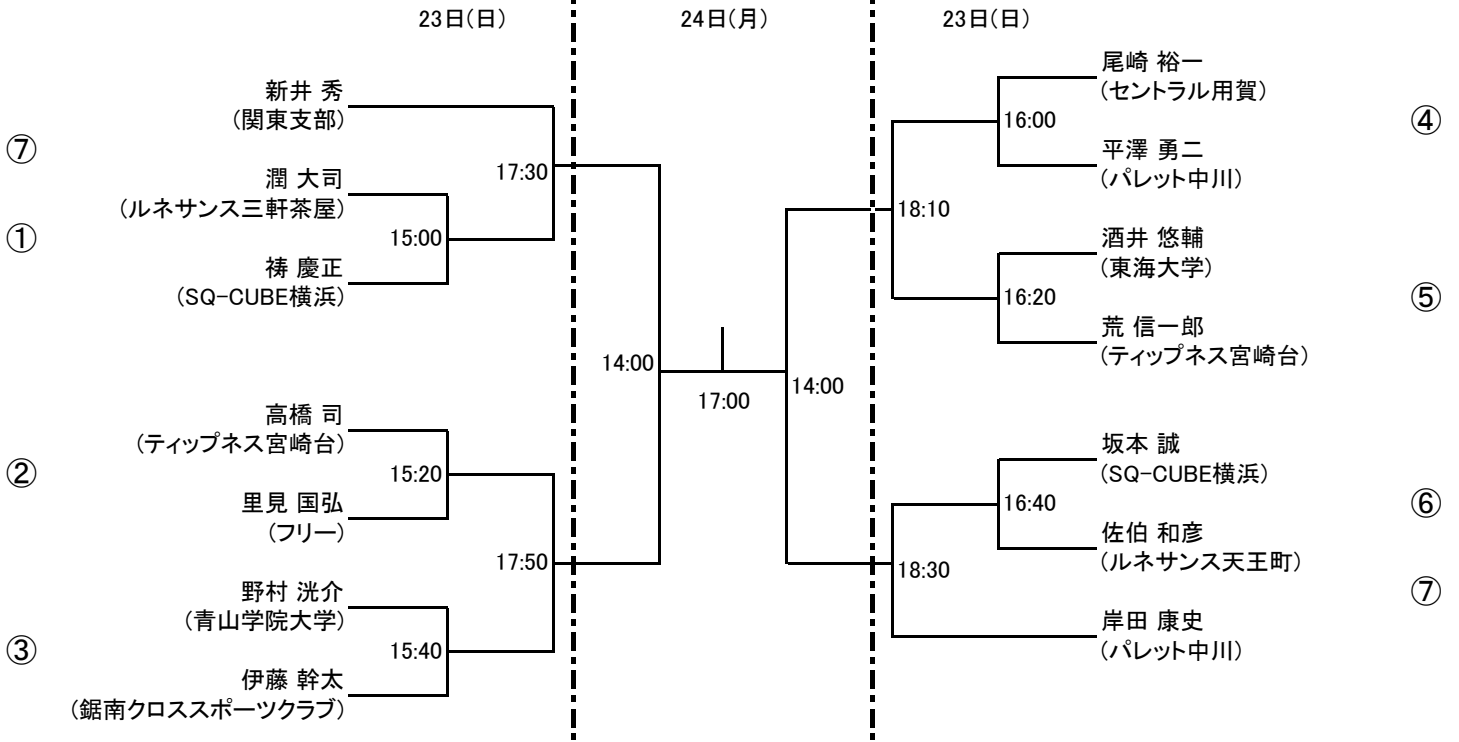 23日(日)
24日(月)
23日(日)
新井 秀
(関東支部)
⑦
17:30
潤 大司
(ルネサンス三軒茶屋)
①
15:00
祷 慶正
(SQ-CUBE横浜)
14:00
高橋 司
(ティップネス宮崎台)
②
15:20
里見 国弘
(フリー)
17:50
野村 洸介
(青山学院大学)
③
15:40
伊藤 幹太
(鋸南クロススポーツクラブ)
17:00
14:00
尾崎 裕一
(セントラル用賀)
16:00
④
平澤 勇二
(パレット中川)
18:10
酒井 悠輔
(東海大学)
16:20
⑤
荒 信一郎
(ティップネス宮崎台)
坂本 誠
(SQ-CUBE横浜)
16:40
⑥
佐伯 和彦
(ルネサンス天王町)
18:30
⑦
岸田 康史
(パレット中川)